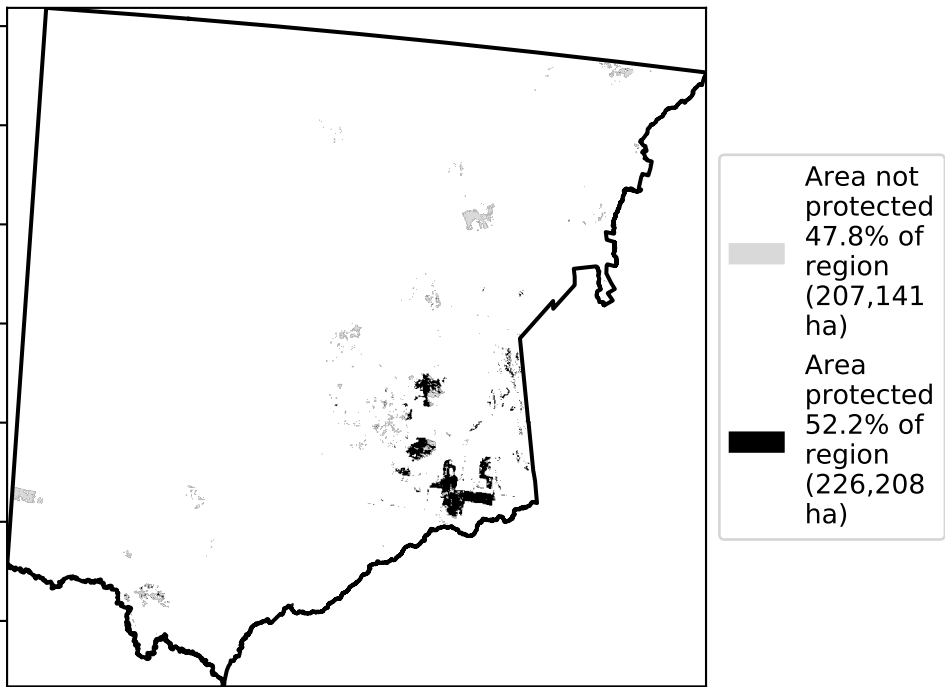 Area not
protected
47.8% of
region
(207,141
ha)
Area
protected
52.2% of
region
(226,208
ha)